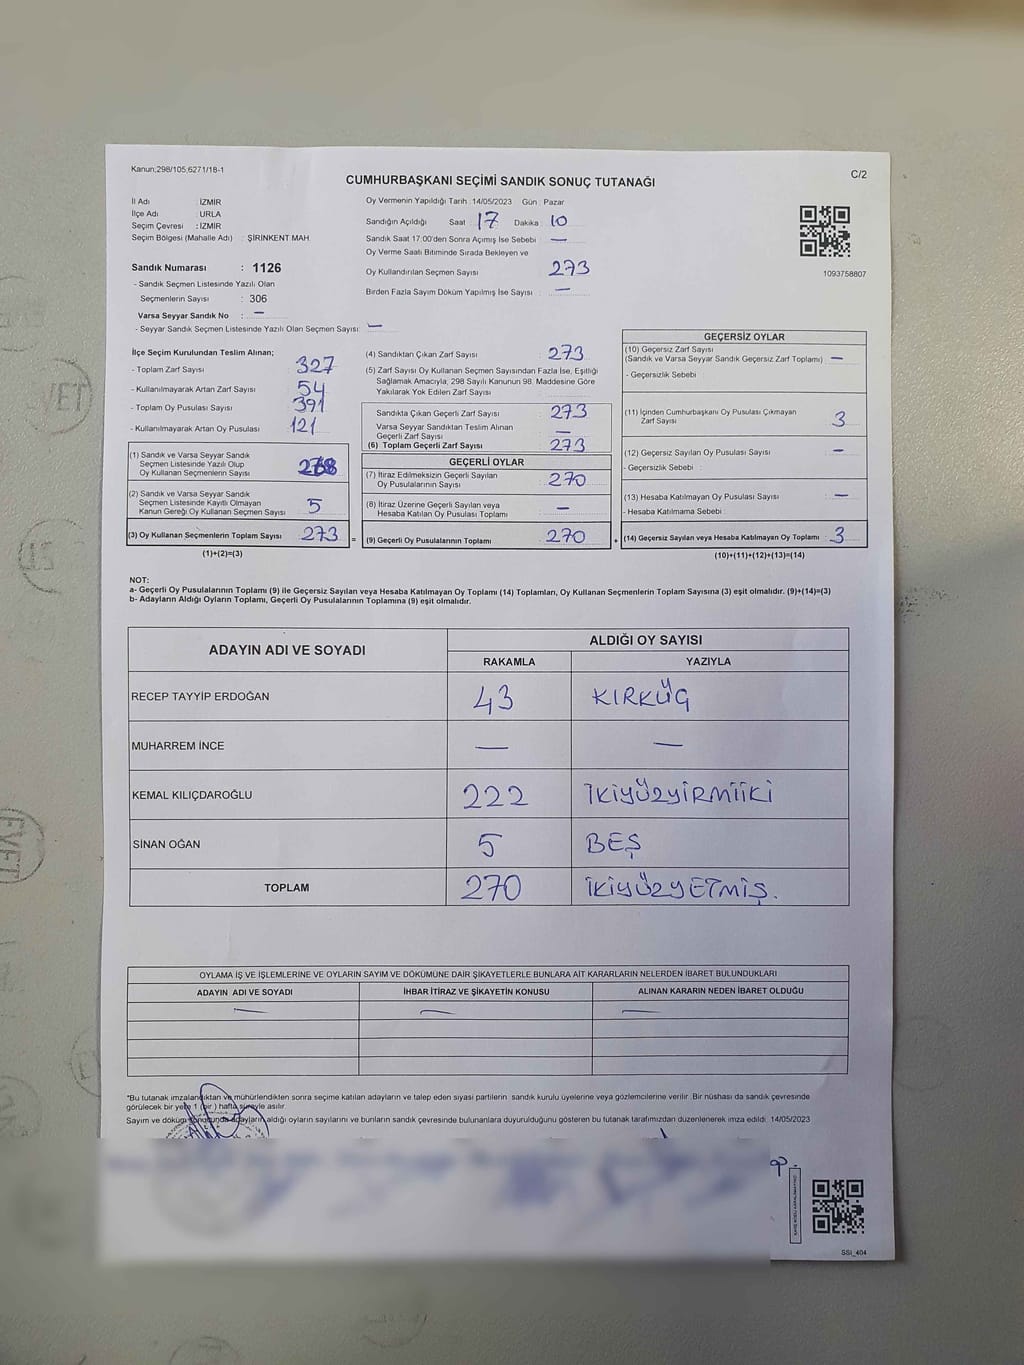 Kanun;298/105;6271/18-1
C/2
CUMHURBAŞKANI SEÇİMİ SANDIK SONUÇ TUTANAĞI
İl Adı : İZMİR
İlçe Adı : URLA
Seçim Çevresi : İZMİR
Seçim Bölgesi (Mahalle Adı) : ŞİRİNKENT MAH.
Sandık Numarası : 1126
- Sandık Seçmen Listesinde Yazılı Olan
Seçmenlerin Sayısı : 306
Varsa Seyyar Sandık No : —
- Seyyar Sandık Seçmen Listesinde Yazılı Olan Seçmen Sayısı: —
Oy Vermenin Yapıldığı Tarih : 14/05/2023 Gün : Pazar
Sandığın Açıldığı Saat : 17 Dakika : 10
Sandık Saat 17:00'den Sonra Açılmış İse Sebebi : —
Oy Verme Saati Bitiminde Sırada Bekleyen ve
Oy Kullandırılan Seçmen Sayısı : 273
Birden Fazla Sayım Döküm Yapılmış İse Sayısı : —
1093758807
İlçe Seçim Kurulundan Teslim Alınan;
- Toplam Zarf Sayısı : 327
- Kullanılmayarak Artan Zarf Sayısı : 54
- Toplam Oy Pusulası Sayısı : 391
- Kullanılmayarak Artan Oy Pusulası : 121
(1) Sandık ve Varsa Seyyar Sandık
Seçmen Listesinde Yazılı Olup
Oy Kullanan Seçmenlerin Sayısı : 268
(2) Sandık ve Varsa Seyyar Sandık
Seçmen Listesinde Kayıtlı Olmayan
Kanun Gereği Oy Kullanan Seçmen Sayısı : 5
(3) Oy Kullanan Seçmenlerin Toplam Sayısı : 273 =
(1)+(2)=(3)
(4) Sandıktan Çıkan Zarf Sayısı : 273
(5) Zarf Sayısı Oy Kullanan Seçmen Sayısından Fazla İse, Eşitliği
Sağlamak Amacıyla; 298 Sayılı Kanunun 98. Maddesine Göre
Yakılarak Yok Edilen Zarf Sayısı :
Sandıkta Çıkan Geçerli Zarf Sayısı : 273
Varsa Seyyar Sandıktan Teslim Alınan
Geçerli Zarf Sayısı : —
(6) Toplam Geçerli Zarf Sayısı : 273
GEÇERLİ OYLAR
(7) İtiraz Edilmeksizin Geçerli Sayılan
Oy Pusulalarının Sayısı : 270
(8) İtiraz Üzerine Geçerli Sayılan veya
Hesaba Katılan Oy Pusulası Toplamı : —
(9) Geçerli Oy Pusulalarının Toplamı : 270 +
GEÇERSİZ OYLAR
(10) Geçersiz Zarf Sayısı
(Sandık ve Varsa Seyyar Sandık Geçersiz Zarf Toplamı) : —
- Geçersizlik Sebebi :
(11) İçinden Cumhurbaşkanı Oy Pusulası Çıkmayan
Zarf Sayısı : 3
(12) Geçersiz Sayılan Oy Pusulası Sayısı : —
- Geçersizlik Sebebi :
(13) Hesaba Katılmayan Oy Pusulası Sayısı : —
- Hesaba Katılmama Sebebi :
(14) Geçersiz Sayılan veya Hesaba Katılmayan Oy Toplamı : 3
(10)+(11)+(12)+(13)=(14)
NOT:
a- Geçerli Oy Pusulalarının Toplamı (9) ile Geçersiz Sayılan veya Hesaba Katılmayan Oy Toplamı (14) Toplamları, Oy Kullanan Seçmenlerin Toplam Sayısına (3) eşit olmalıdır. (9)+(14)=(3)
b- Adayların Aldığı Oyların Toplamı, Geçerli Oy Pusulalarının Toplamına (9) eşit olmalıdır.
ADAYIN ADI VE SOYADI ALDIĞI OY SAYISI
RAKAMLA YAZIYLA
RECEP TAYYİP ERDOĞAN 43 KIRKÜÇ
MUHARREM İNCE — —
KEMAL KILIÇDAROĞLU 222 İKİYÜZYİRMİİKİ
SİNAN OĞAN 5 BEŞ
TOPLAM 270 İKİYÜZYETMİŞ.
OYLAMA İŞ VE İŞLEMLERİNE VE OYLARIN SAYIM VE DÖKÜMÜNE DAİR ŞİKAYETLERLE BUNLARA AİT KARARLARIN NELERDEN İBARET BULUNDUKLARI
ADAYIN ADI VE SOYADI İHBAR İTİRAZ VE ŞİKAYETİN KONUSU ALINAN KARARIN NEDEN İBARET OLDUĞU
— — —
*Bu tutanak imzalandıktan ve mühürlendikten sonra seçime katılan adayların ve talep eden siyasi partilerin sandık kurulu üyelerine veya gözlemcilerine verilir. Bir nüshası da sandık çevresinde
görülecek bir yere 1 (bir ) hafta süreyle asılır.
Sayım ve döküm sonucunda adayların aldığı oyların sayılarını ve bunların sandık çevresinde bulunanlara duyurulduğunu gösteren bu tutanak tarafımızdan düzenlenerek imza edildi. 14/05/2023
SSI_404
EVET